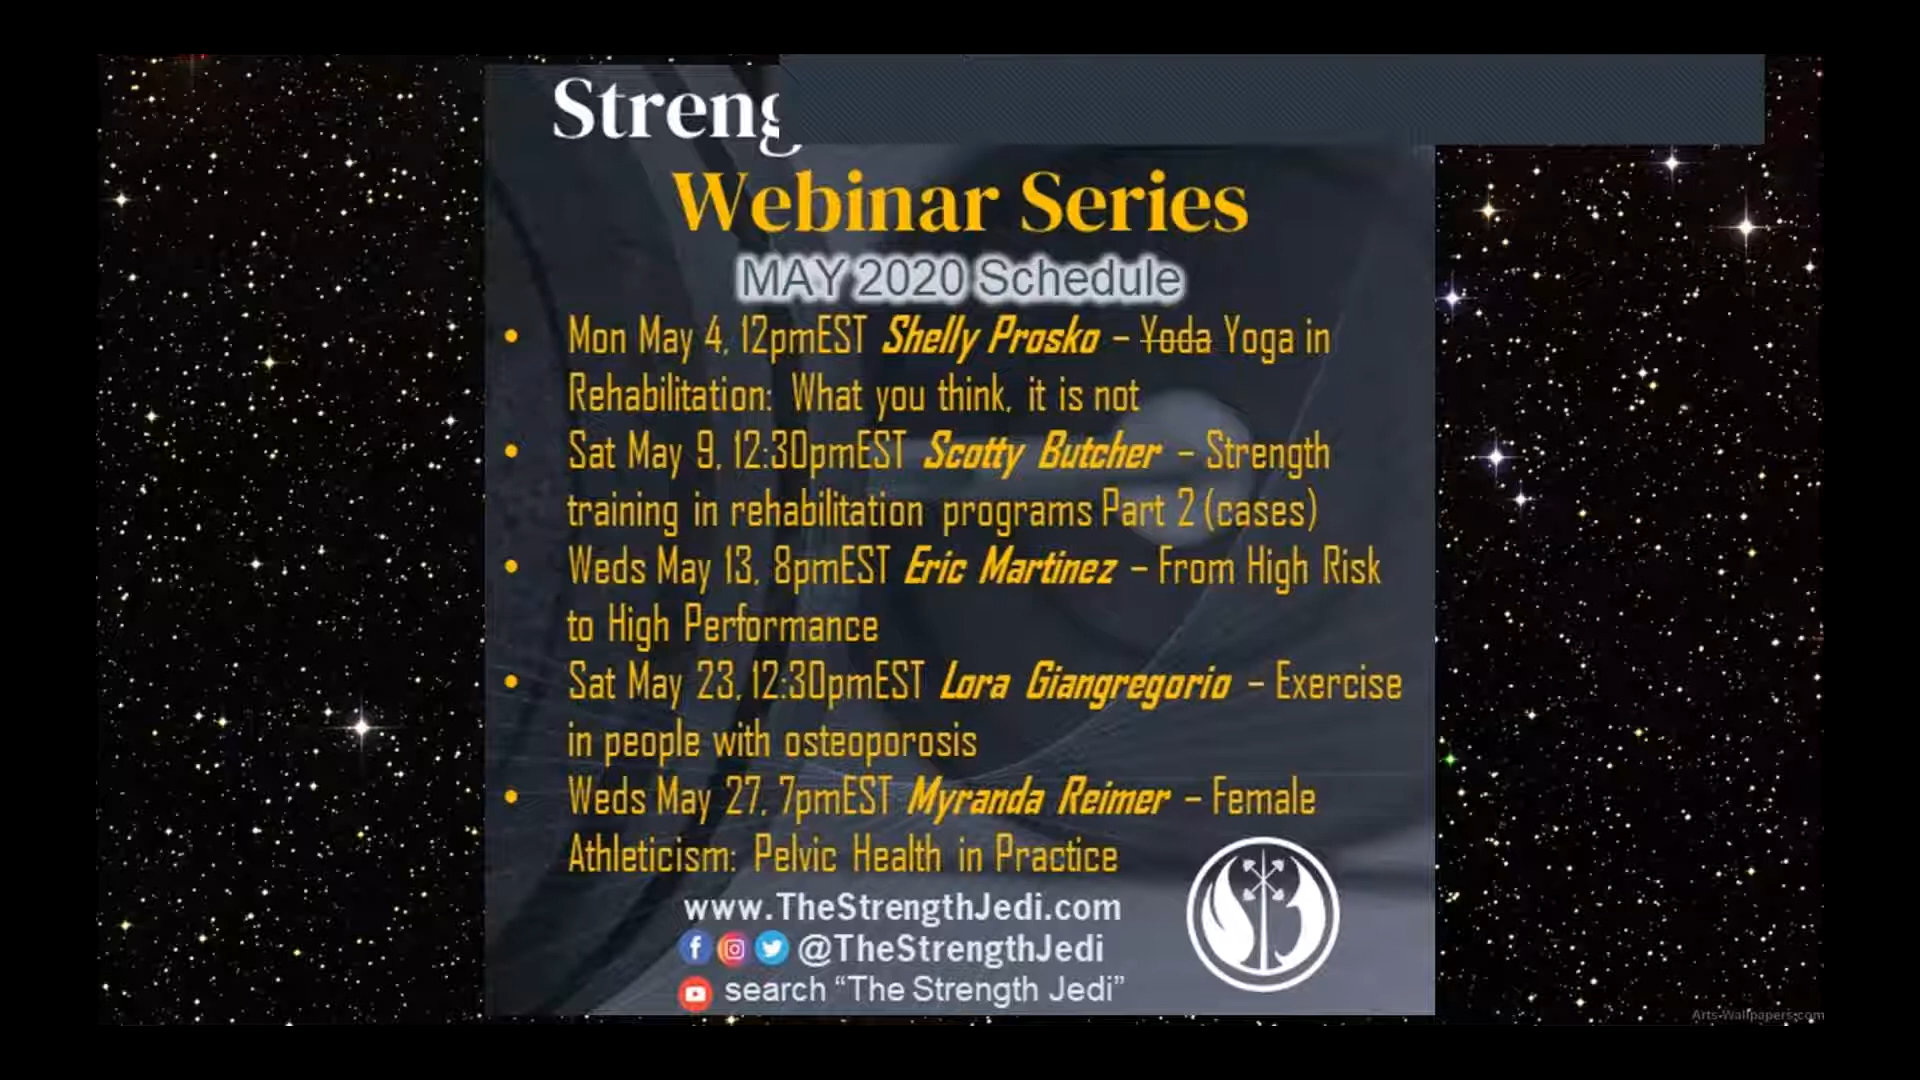 Streng
Webinar Series
MAY 2020 Schedule
• Mon May 4, 12pmEST Shelly Prosko – Yoda Yoga in
Rehabilitation: What you think, it is not
• Sat May 9, 12:30pmEST Scotty Butcher – Strength
training in rehabilitation programs Part 2 (cases)
• Weds May 13, 8pmEST Eric Martinez – From High Risk
to High Performance
• Sat May 23, 12:30pmEST Lora Giangregorio – Exercise
in people with osteoporosis
• Weds May 27, 7pmEST Myranda Reimer – Female
Athleticism: Pelvic Health in Practice
www.TheStrengthJedi.com
@TheStrengthJedi
search “The Strength Jedi”
Arts-Wallpapers.com